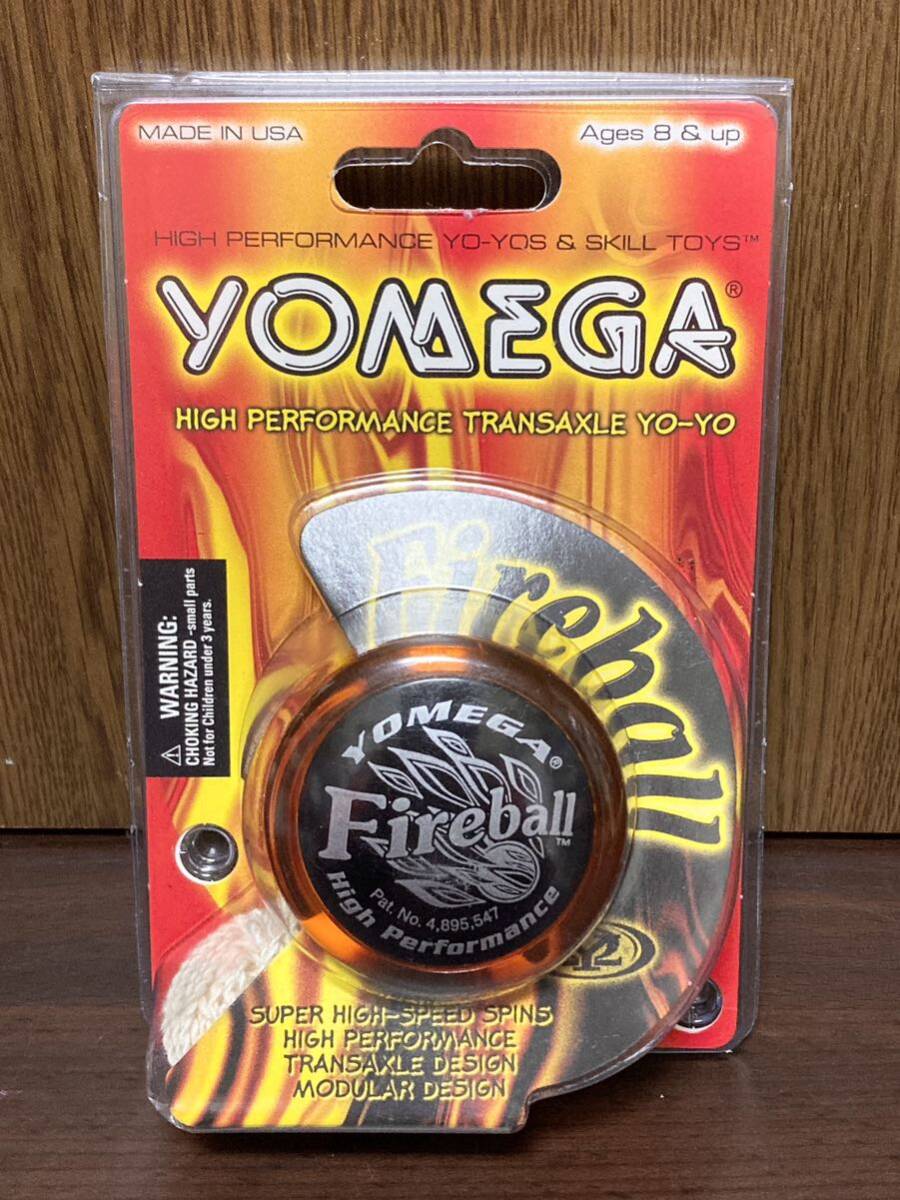 MADE IN USA
Ages 8 & up
HIGH PERFORMANCE YO-YOS & SKILL TOYS™
YOMEGA®
HIGH PERFORMANCE TRANSAXLE YO-YO
Fireball
WARNING:
CHOKING HAZARD -small parts
Not for Children under 3 years.
YOMEGA®
Fireball™
Pat. No. 4,895,547
High Performance
SUPER HIGH-SPEED SPINS
HIGH PERFORMANCE
TRANSAXLE DESIGN
MODULAR DESIGN